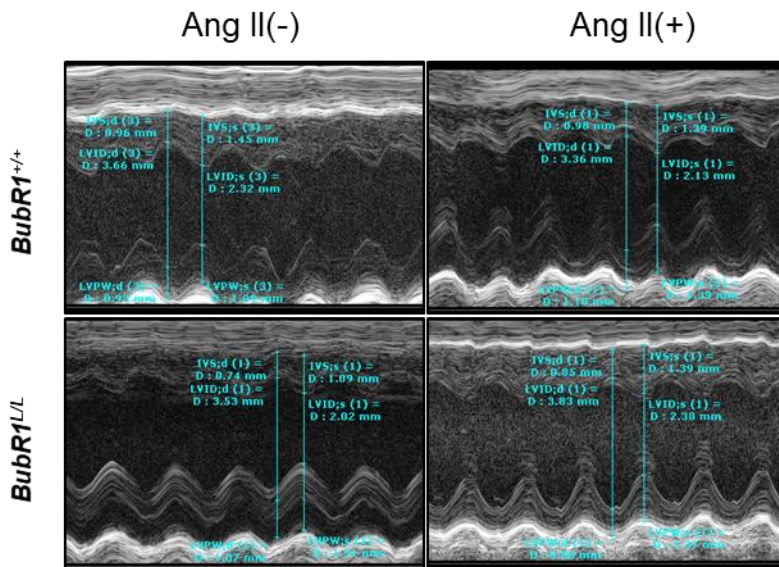 Ang II(-)
Ang II(+)
BubR1+/+
IVS;d (3) =
D : 0.96 mm
IVS;s (3) =
D : 1.45 mm
LVID;d (3) =
D : 3.66 mm
LVID;s (3) =
D : 2.32 mm
IVS;d (1) =
D : 0.98 mm
IVS;s (1) =
D : 1.39 mm
LVID;d (1) =
D : 3.36 mm
LVID;s (1) =
D : 2.13 mm
BubR1L/L
IVS;d (1) =
D : 0.74 mm
IVS;s (1) =
D : 1.09 mm
LVID;d (1) =
D : 3.53 mm
LVID;s (1) =
D : 2.02 mm
IVS;d (1) =
D : 0.85 mm
IVS;s (1) =
D : 1.39 mm
LVID;d (1) =
D : 3.83 mm
LVID;s (1) =
D : 2.38 mm